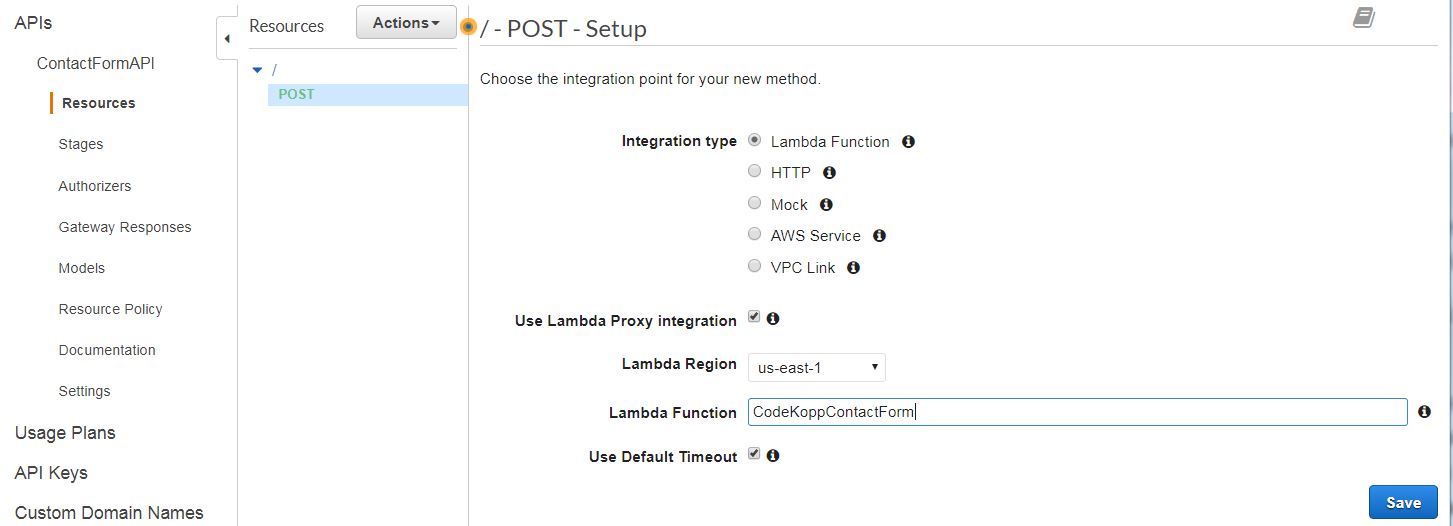 APIs
ContactFormAPI
Resources
Stages
Authorizers
Gateway Responses
Models
Resource Policy
Documentation
Settings
Usage Plans
API Keys
Custom Domain Names
Resources
Actions
/
POST
/ - POST - Setup
Choose the integration point for your new method.
Integration type
Lambda Function
HTTP
Mock
AWS Service
VPC Link
Use Lambda Proxy integration
Lambda Region us-east-1
Lambda Function CodeKoppContactForm
Use Default Timeout
Save